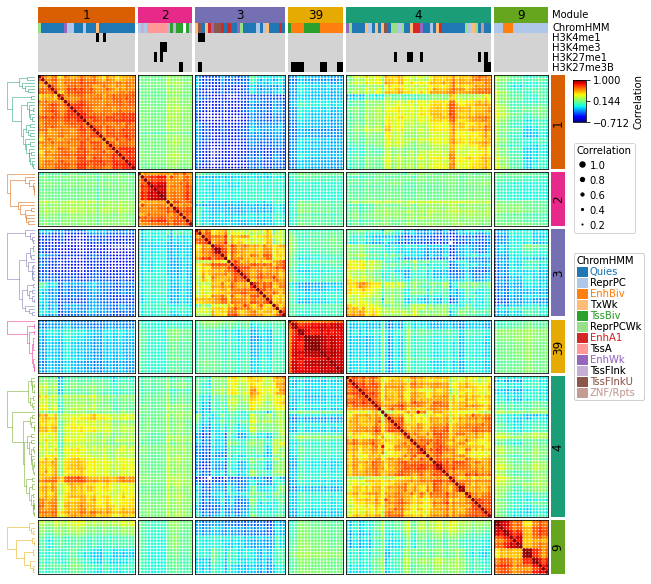 1 2 3 39 4 9 Module
ChromHMM
H3K4me1
H3K4me3
H3K27me1
H3K27me3B
1
2
3
39
4
9
1.000
0.144
−0.712
Correlation
Correlation
1.0
0.8
0.6
0.4
0.2
ChromHMM
Quies
ReprPC
EnhBiv
TxWk
TssBiv
ReprPCWk
EnhA1
TssA
EnhWk
TssFlnk
TssFlnkU
ZNF/Rpts